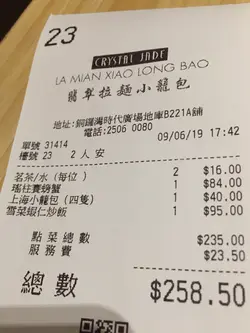 23
CRYSTAL JADE
LA MIAN XIAO LONG BAO
翡翠拉麵小籠包
地址:銅鑼灣時代廣場地庫B221A舖
電話:2506 0080
單號 31414 09/06/19 17:42
檯號 23 2 人 安
茗茶/水(每位) 2 $16.00
瑤柱賽螃蟹 1 $84.00
上海小籠包(四隻) 1 $40.00
雪菜蝦仁炒飯 1 $95.00
點菜總數 $235.00
服務費 $23.50
總數 $258.50